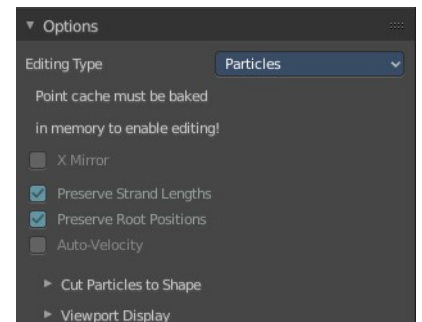 Options
Editing Type Particles
Point cache must be baked
in memory to enable editing!
X Mirror
Preserve Strand Lengths
Preserve Root Positions
Auto-Velocity
Cut Particles to Shape
Viewport Display